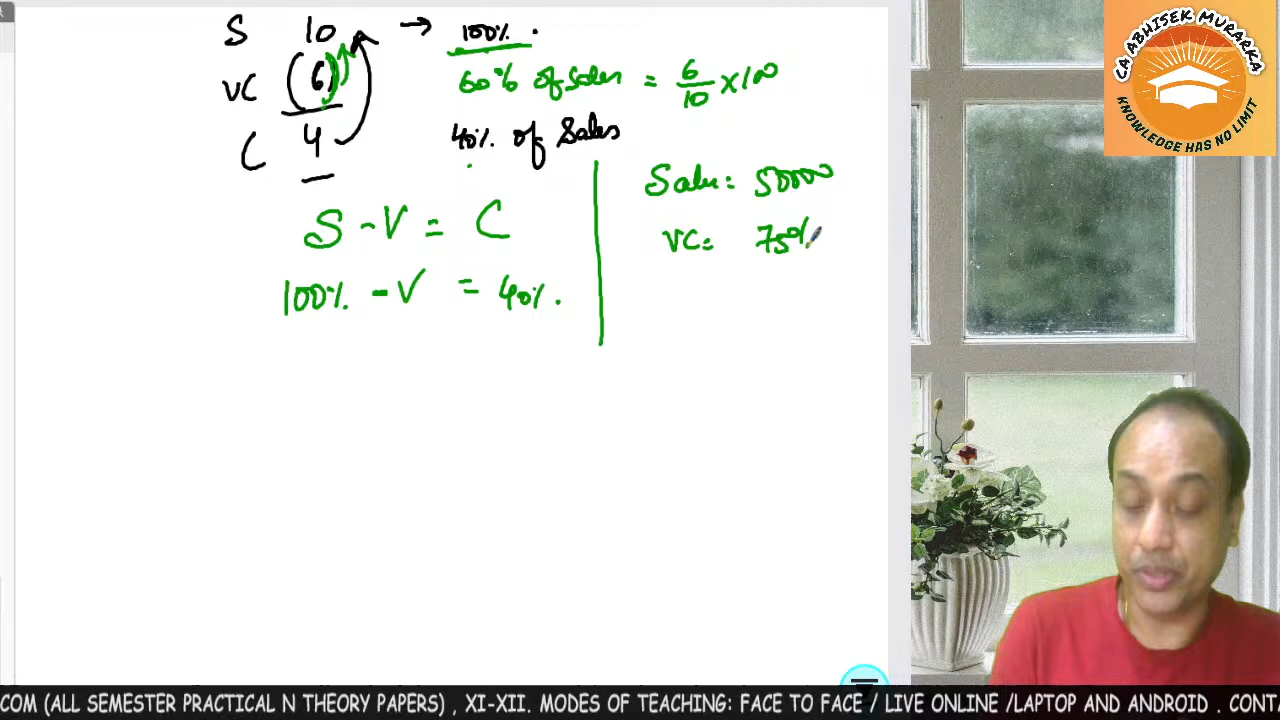 S 10 → 100% .
VC (6) 60% of Sales = 6/10 × 100
C 4 40% of Sales
S - V = C
100% - V = 40% .
Sales = 50000
VC = 75%
CA ABHISEK MURARKA
KNOWLEDGE HAS NO LIMIT
.COM (ALL SEMESTER PRACTICAL N THEORY PAPERS) , XI-XII. MODES OF TEACHING: FACE TO FACE / LIVE ONLINE /LAPTOP AND ANDROID . CONTA